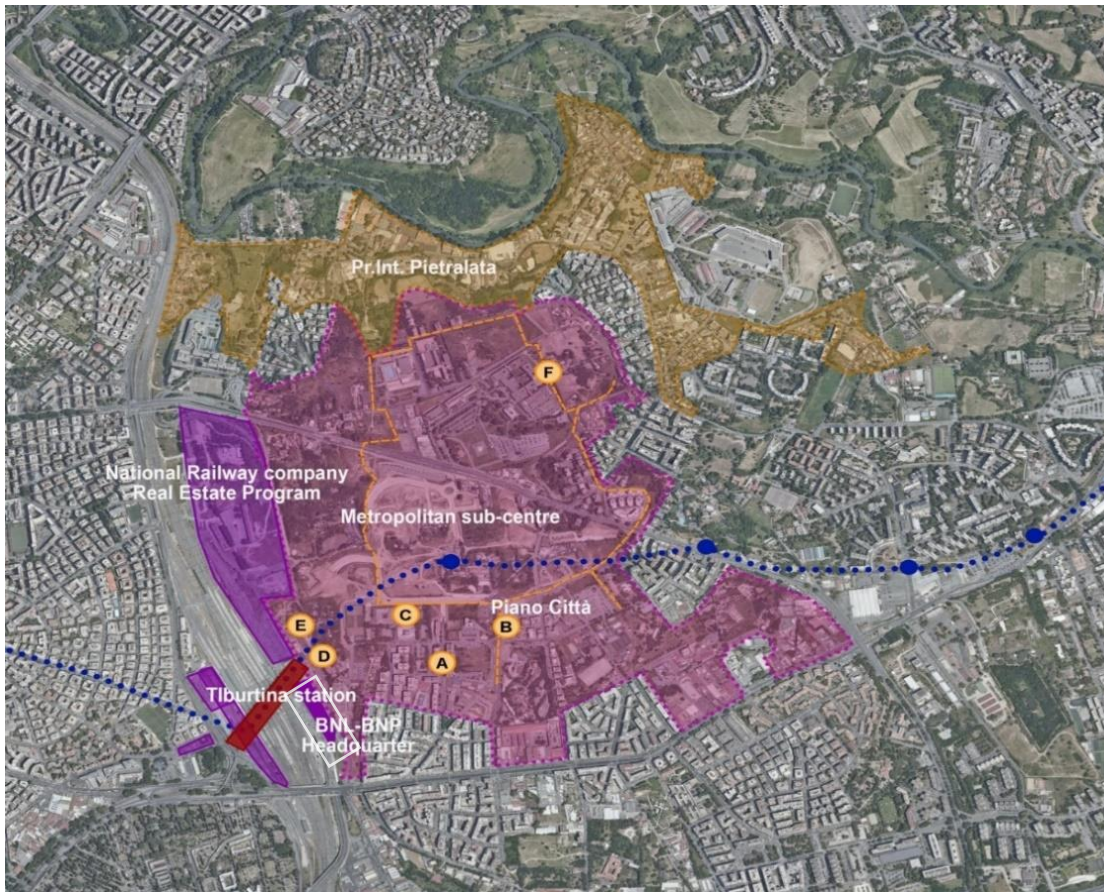 Pr.Int. Pietralata
F
National Railway company
Real Estate Program
Metropolitan sub-centre
Piano Città
E
C
B
D
A
TIburtina station
BNL-BNP
Headquarter